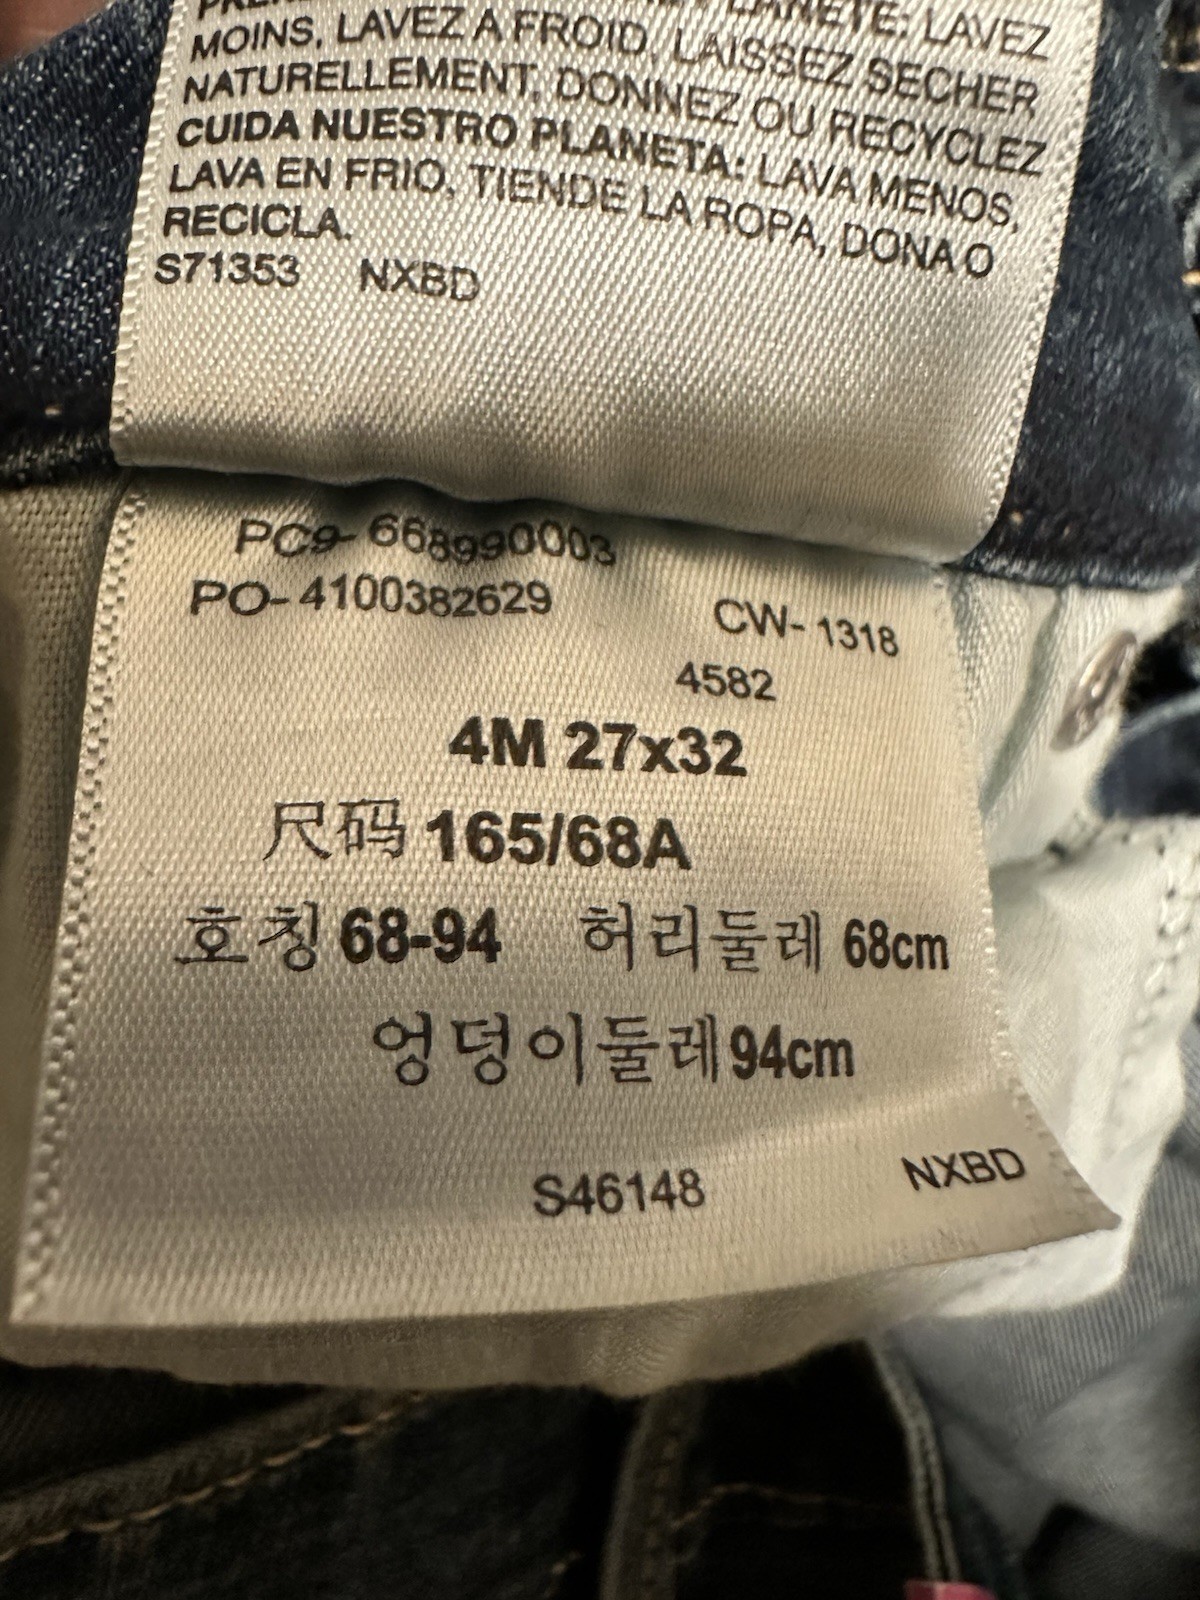 PLANÈTE: LAVEZ
MOINS, LAVEZ A FROID, LAISSEZ SECHER
NATURELLEMENT, DONNEZ OU RECYCLEZ
CUIDA NUESTRO PLANETA: LAVA MENOS,
LAVA EN FRIO, TIENDE LA ROPA, DONA O
RECICLA.
S71353 NXBD
PC9- 668990003
PO- 4100382629
CW- 1318
4582
4M 27x32
尺码 165/68A
호칭 68-94 허리둘레 68cm
엉덩이둘레 94cm
S46148 NXBD